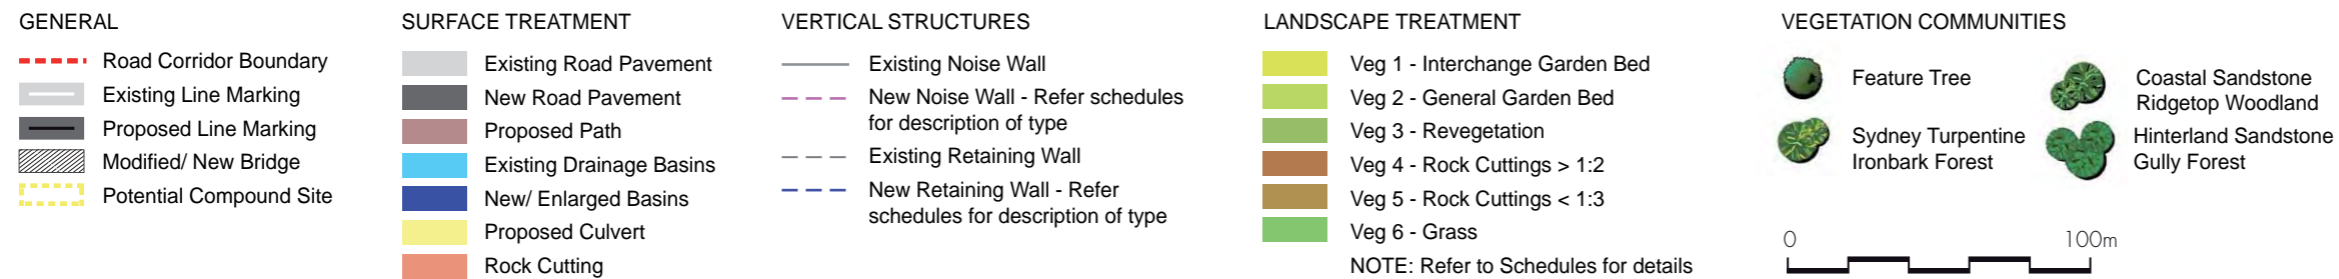 GENERAL
Road Corridor Boundary
Existing Line Marking
Proposed Line Marking
Modified/ New Bridge
Potential Compound Site
SURFACE TREATMENT
Existing Road Pavement
New Road Pavement
Proposed Path
Existing Drainage Basins
New/ Enlarged Basins
Proposed Culvert
Rock Cutting
VERTICAL STRUCTURES
Existing Noise Wall
New Noise Wall - Refer schedules
for description of type
Existing Retaining Wall
New Retaining Wall - Refer
schedules for description of type
LANDSCAPE TREATMENT
Veg 1 - Interchange Garden Bed
Veg 2 - General Garden Bed
Veg 3 - Revegetation
Veg 4 - Rock Cuttings > 1:2
Veg 5 - Rock Cuttings < 1:3
Veg 6 - Grass
NOTE: Refer to Schedules for details
VEGETATION COMMUNITIES
Feature Tree
Sydney Turpentine
Ironbark Forest
Coastal Sandstone
Ridgetop Woodland
Hinterland Sandstone
Gully Forest
0 100m